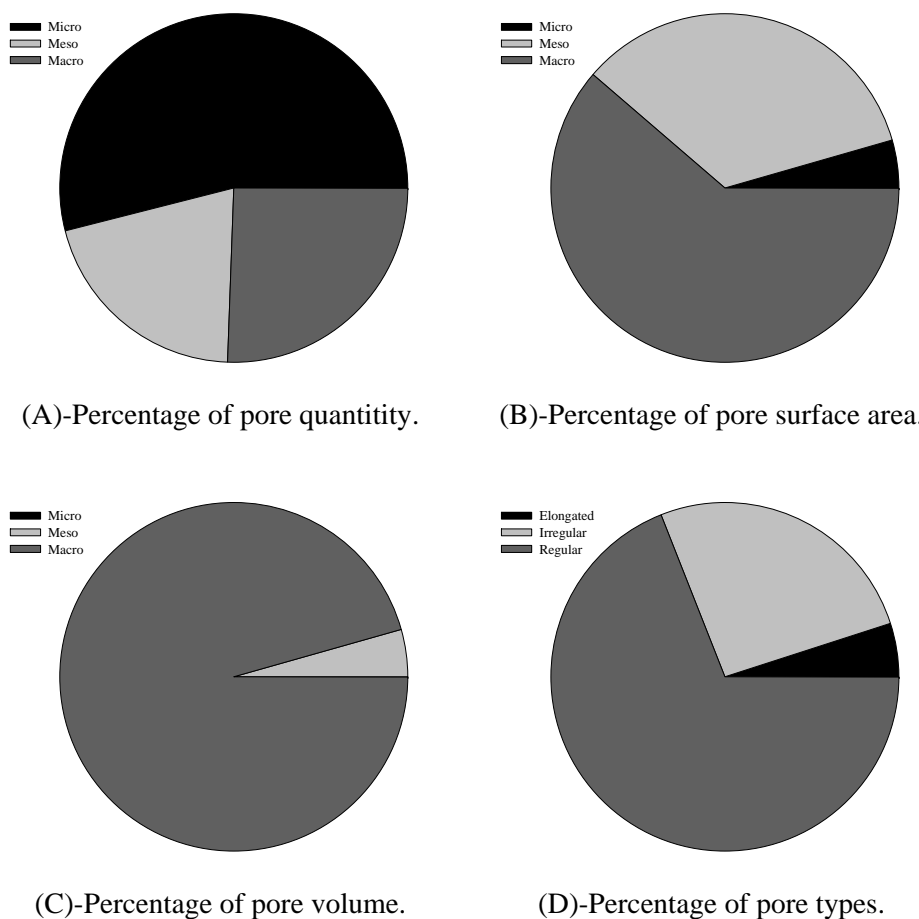 Micro
Meso
Macro
Micro
Meso
Macro
(A)-Percentage of pore quantitity.
(B)-Percentage of pore surface area.
Micro
Meso
Macro
Elongated
Irregular
Regular
(C)-Percentage of pore volume.
(D)-Percentage of pore types.